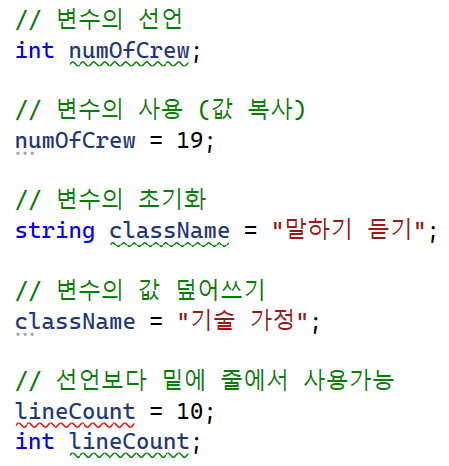 // 변수의 선언
int numOfCrew;
// 변수의 사용 (값 복사)
numOfCrew = 19;
// 변수의 초기화
string className = "말하기 듣기";
// 변수의 값 덮어쓰기
className = "기술 가정";
// 선언보다 밑에 줄에서 사용가능
lineCount = 10;
int lineCount;